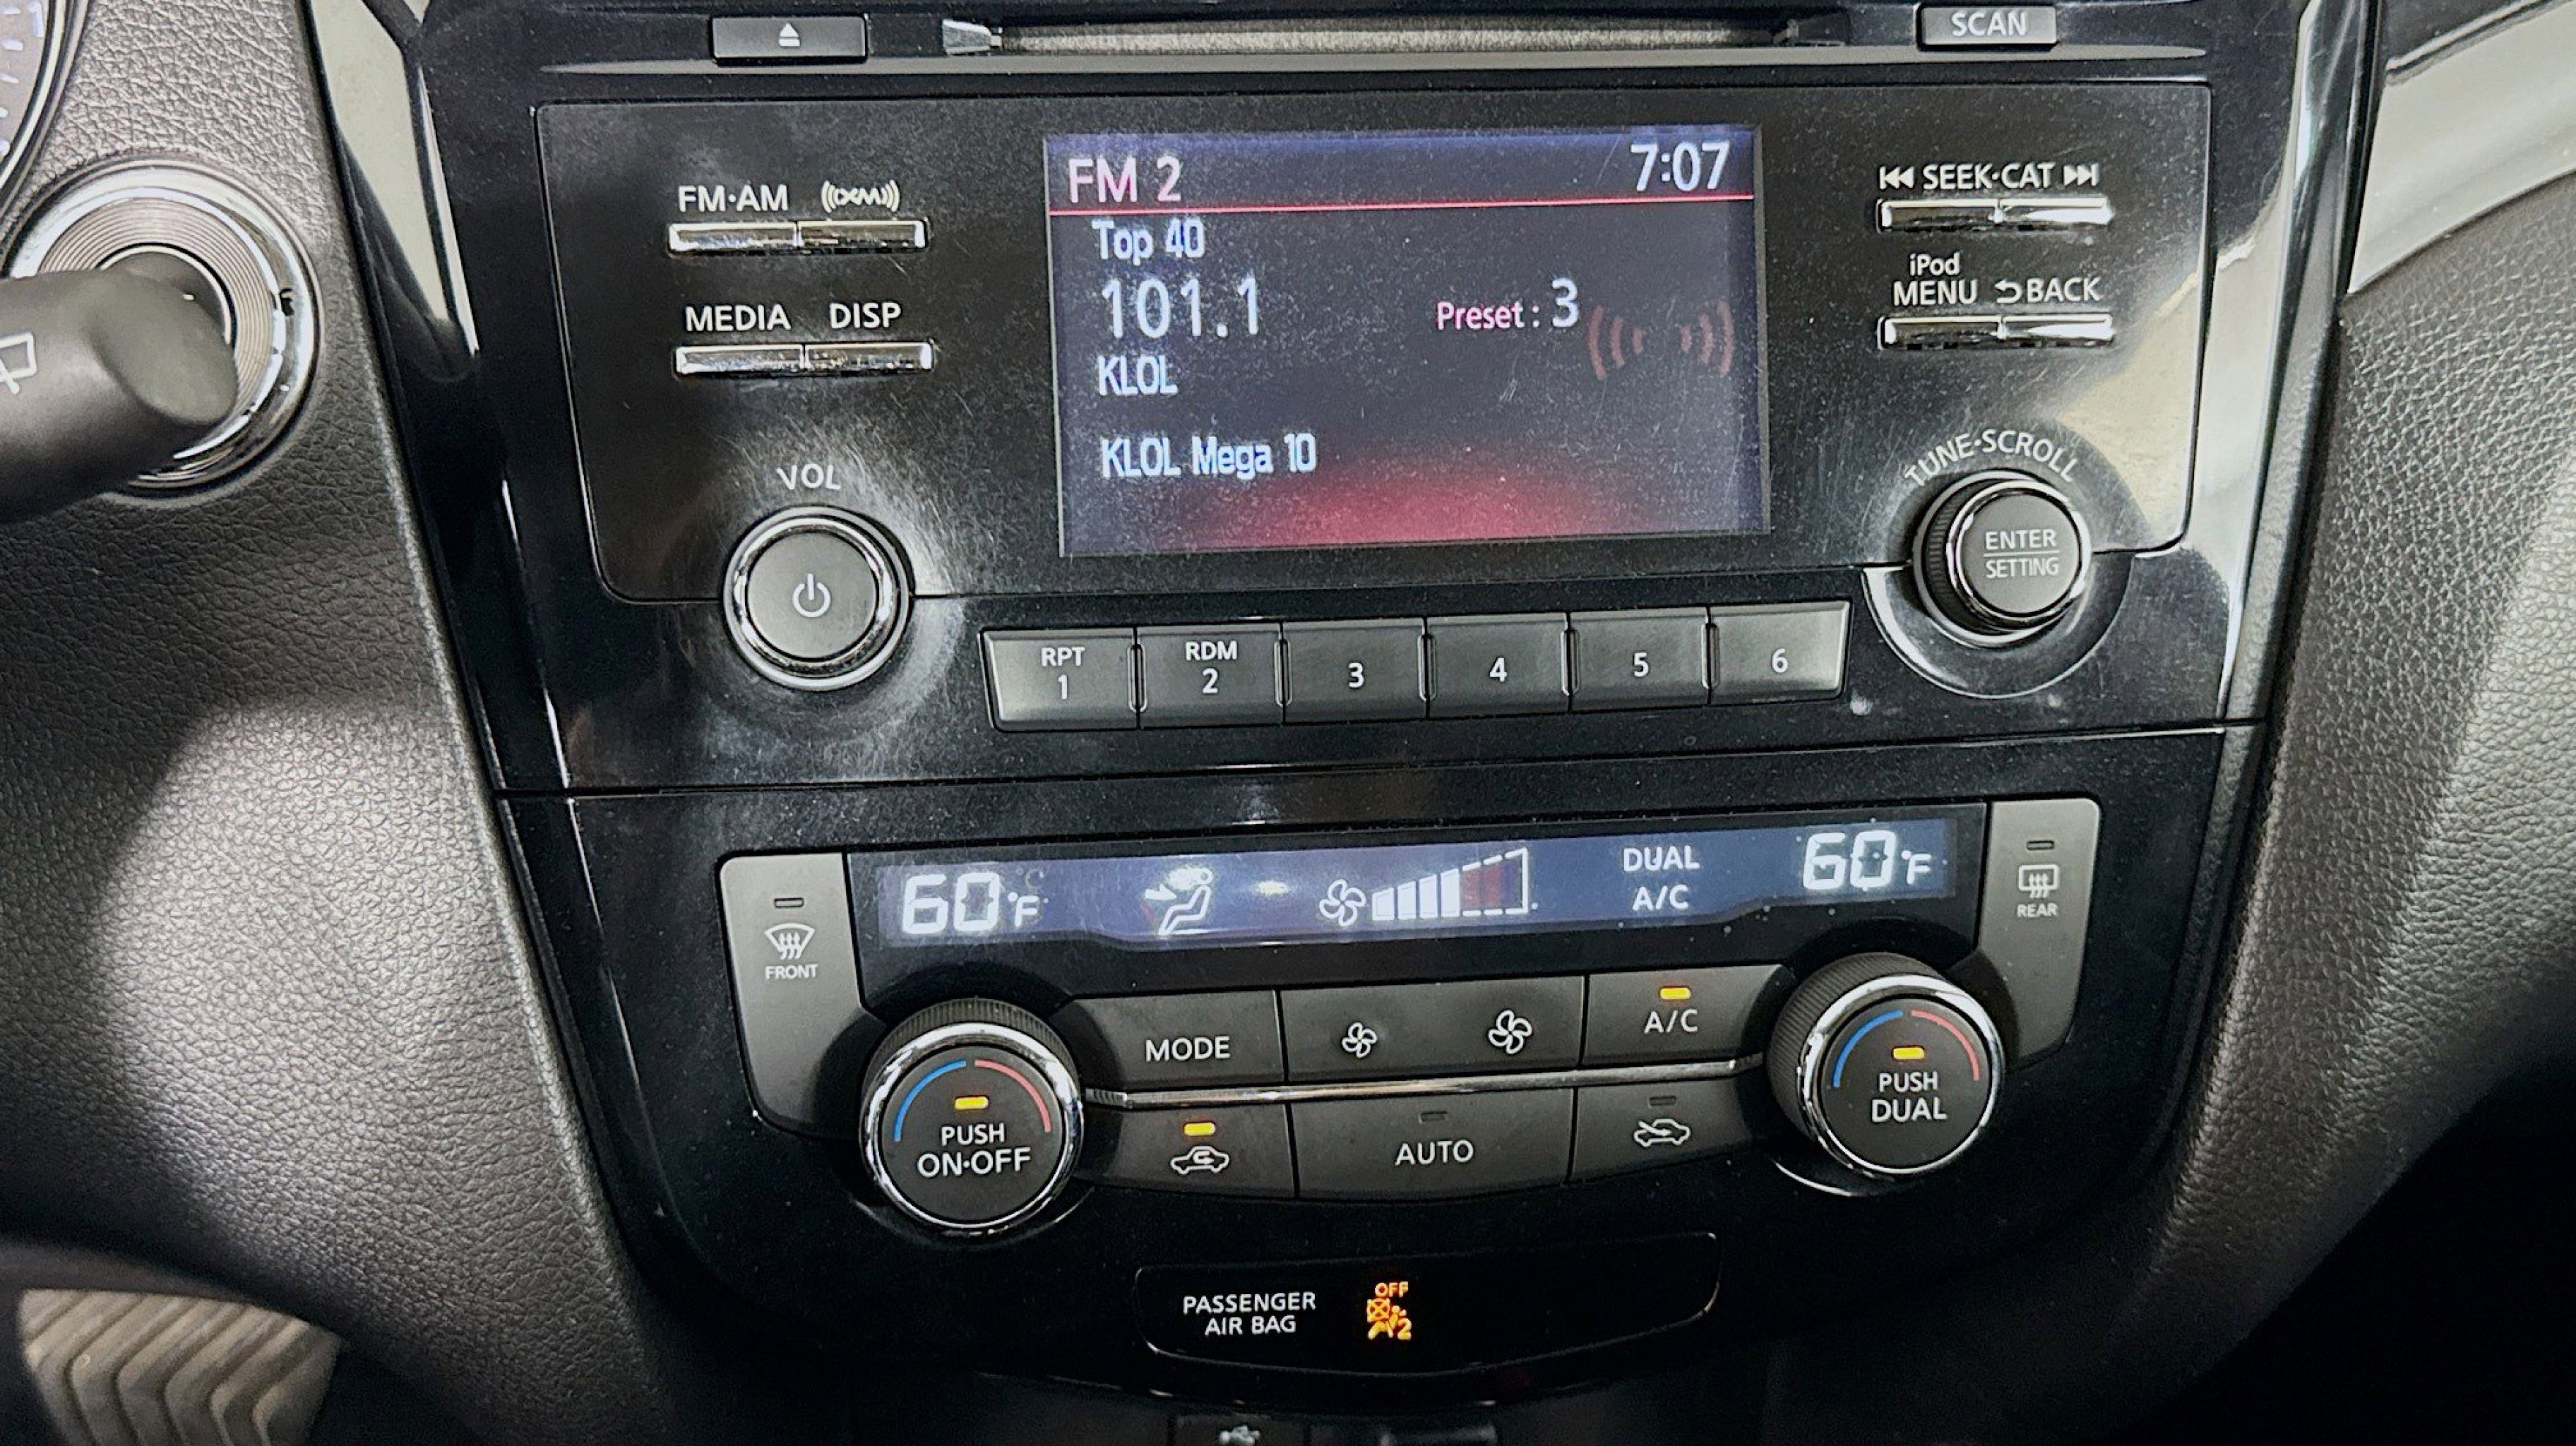 SCAN
FM 2 7:07
Top 40
101.1 Preset : 3
KLOL
KLOL Mega 10
FM·AM XM
MEDIA DISP
VOL
SEEK·CAT
iPod
MENU BACK
TUNE·SCROLL
ENTER
SETTING
RPT
1
RDM
2
3
4
5
6
60°F
DUAL
A/C
60°F
FRONT
REAR
MODE
A/C
PUSH
ON·OFF
AUTO
PUSH
DUAL
PASSENGER
AIR BAG
OFF
2